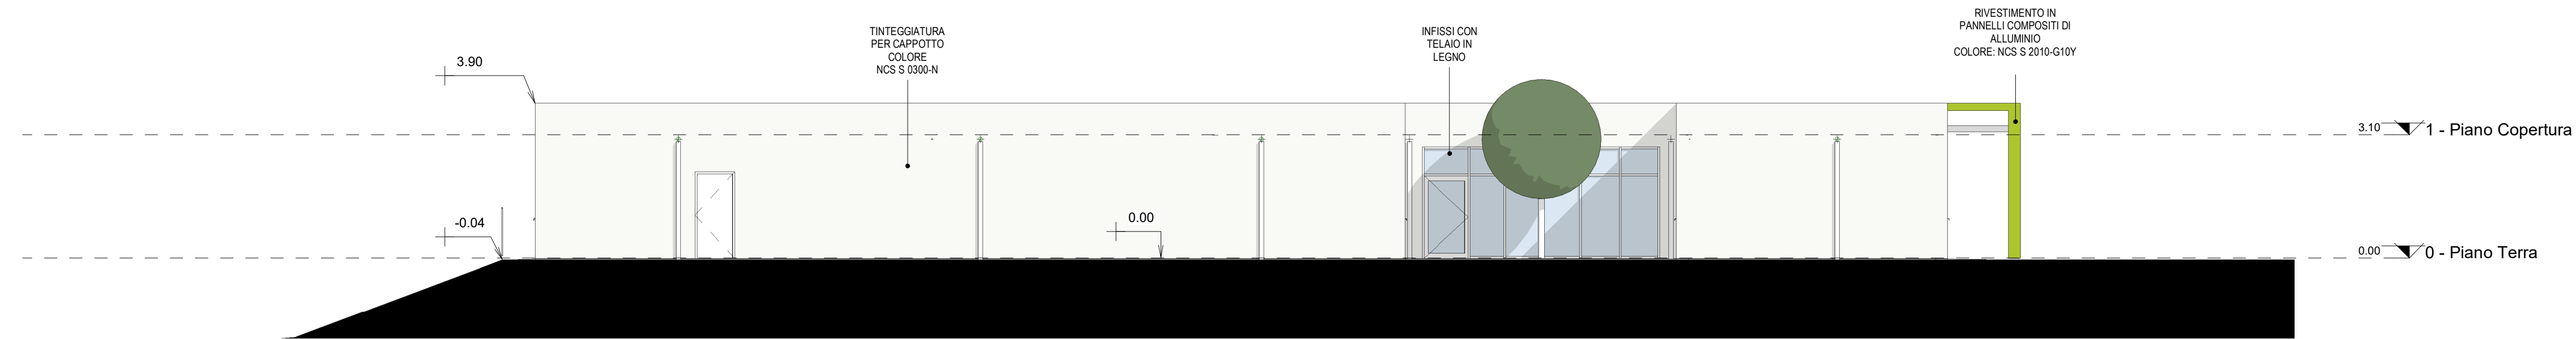 3.90
TINTEGGIATURA
PER CAPPOTTO
COLORE
NCS S 0300-N
INFISSI CON
TELAIO IN
LEGNO
RIVESTIMENTO IN
PANNELLI COMPOSITI DI
ALLUMINIO
COLORE: NCS S 2010-G10Y
3.10 1 - Piano Copertura
-0.04
0.00
0.00 0 - Piano Terra